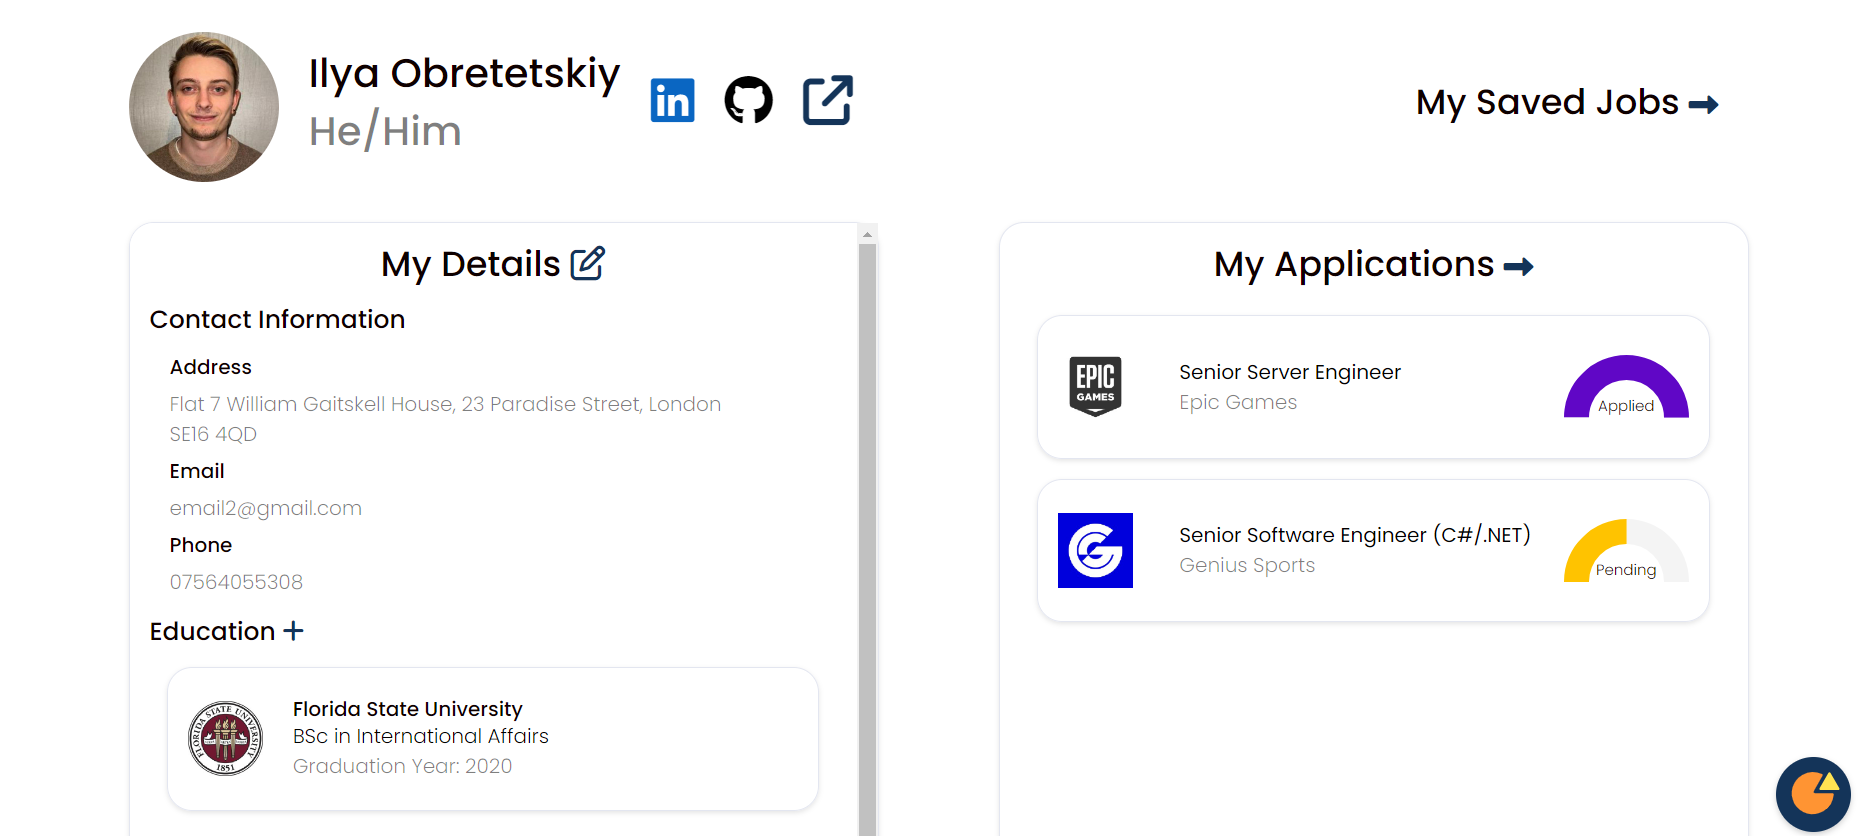 Ilya Obretetskiy
He/Him
in
My Saved Jobs
My Details
Contact Information
Address
Flat 7 William Gaitskell House, 23 Paradise Street, London
SE16 4QD
Email
email2@gmail.com
Phone
07564055308
Education +
FLORIDA STATE UNIVERSITY
1851
Florida State University
BSc in International Affairs
Graduation Year: 2020
My Applications
EPIC
GAMES
Senior Server Engineer
Epic Games
Applied
G
Senior Software Engineer (C#/.NET)
Genius Sports
Pending